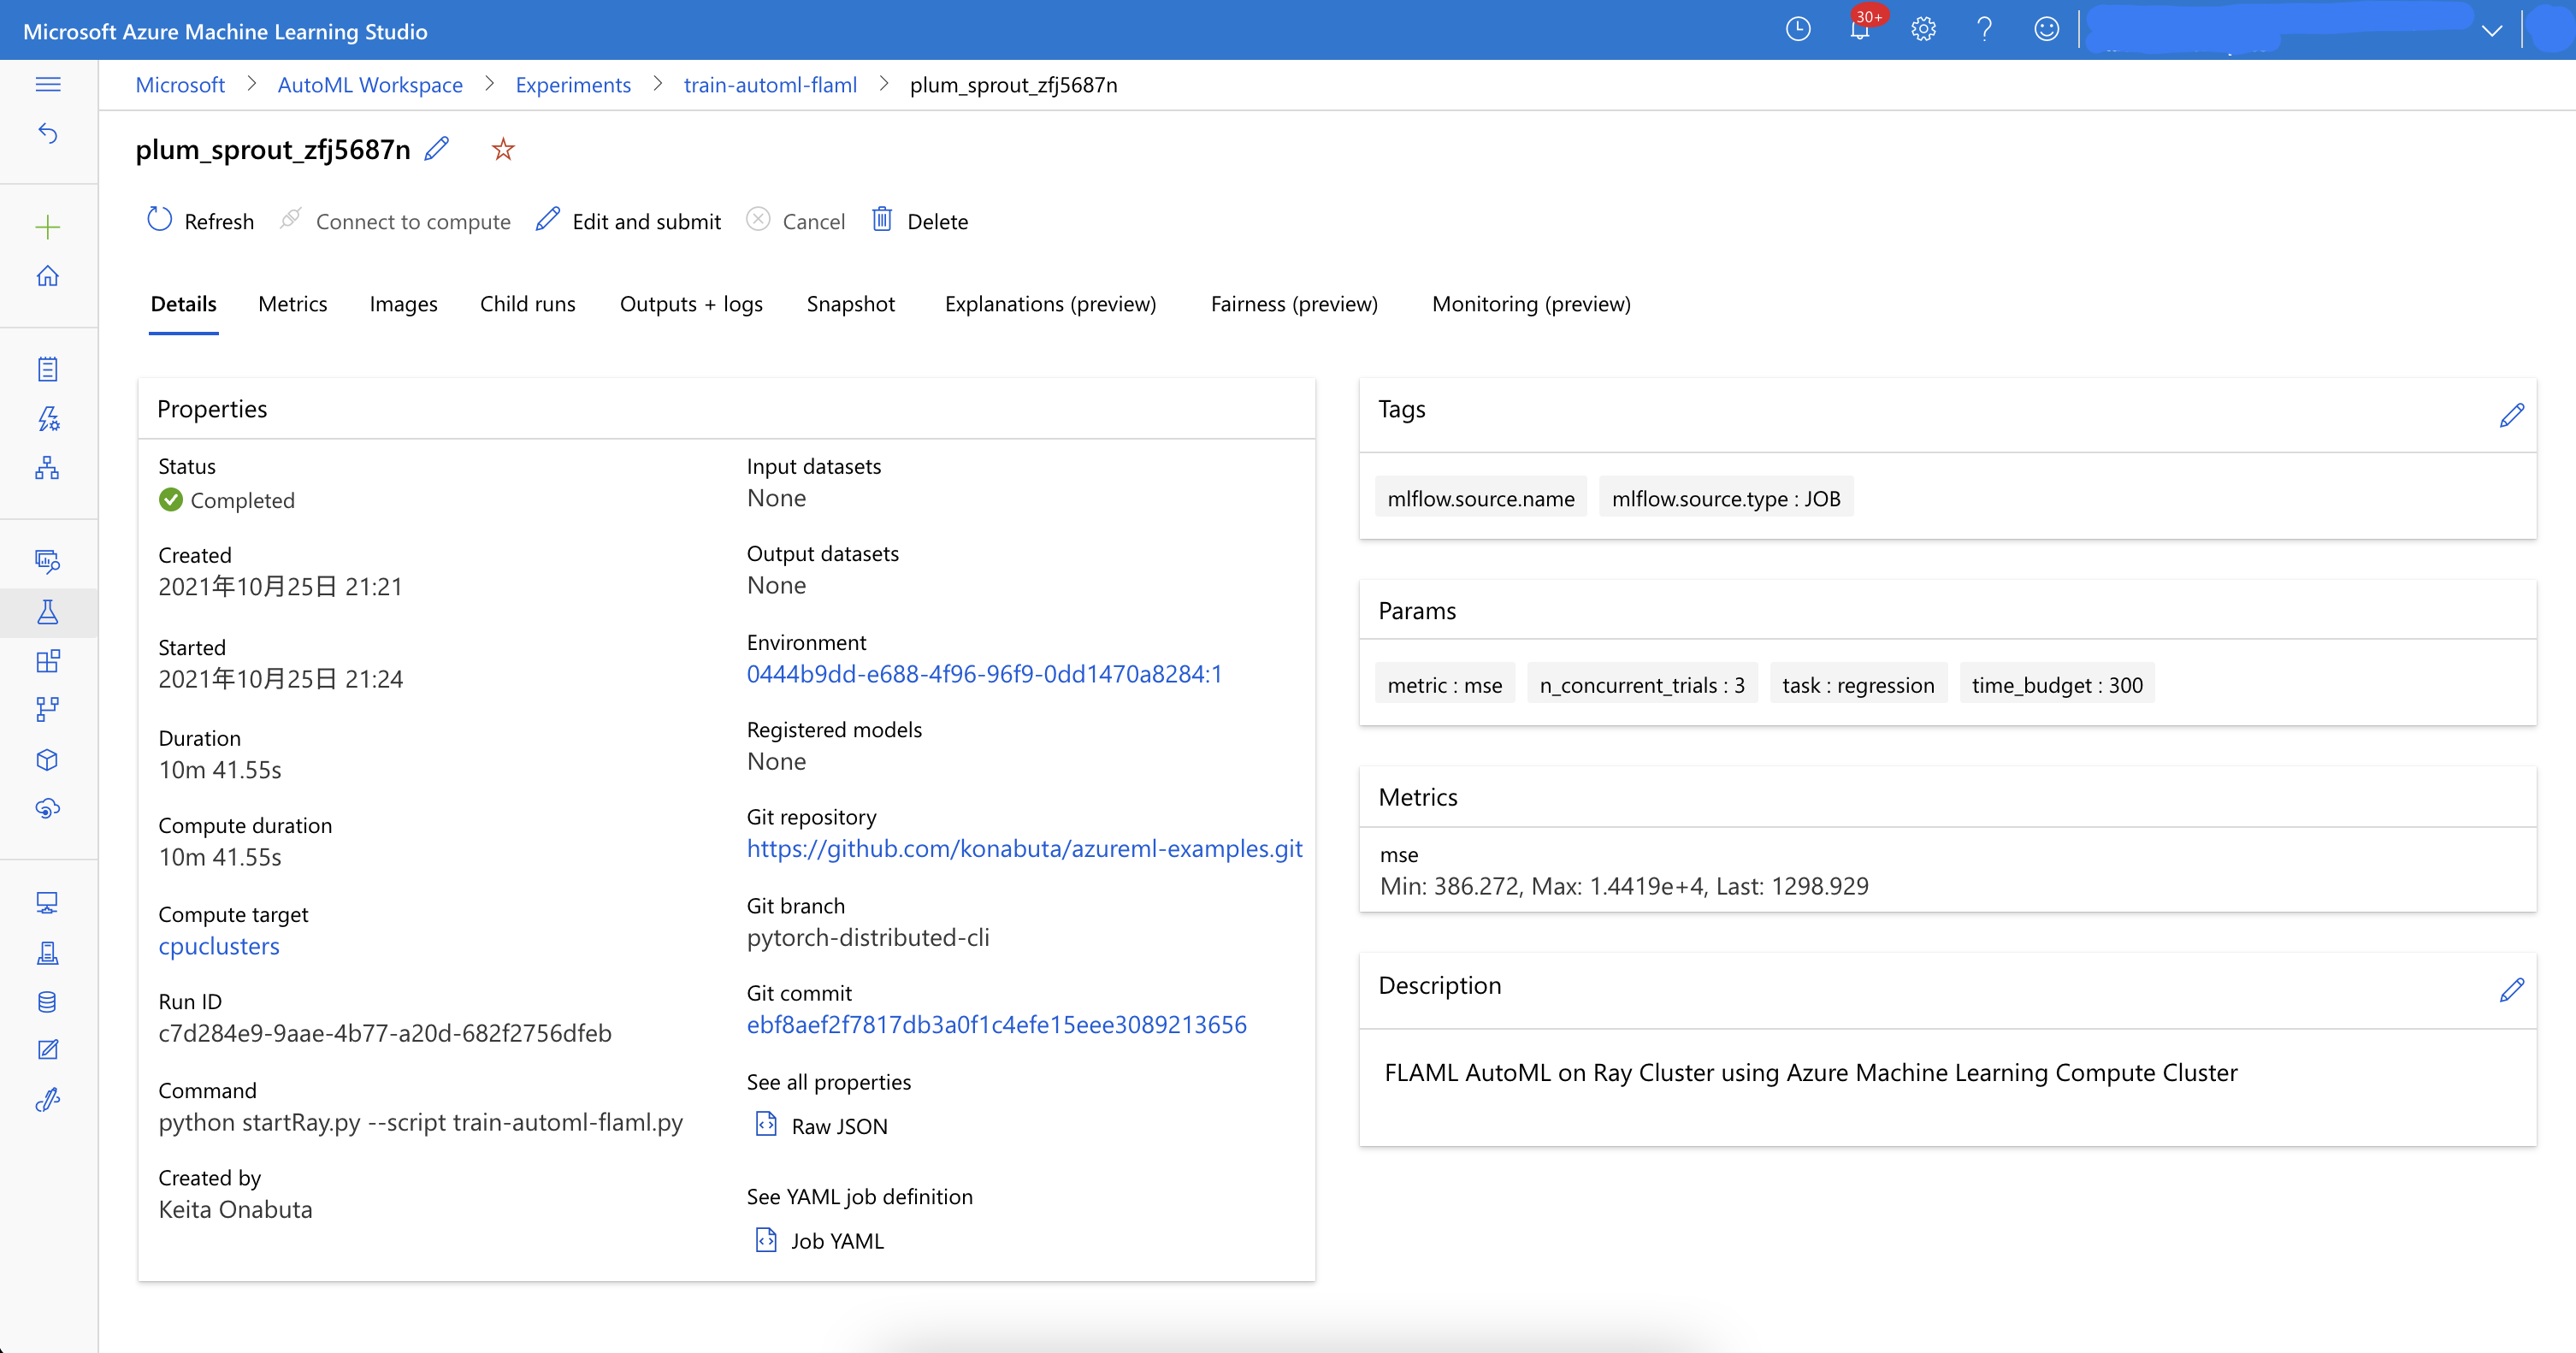 Microsoft Azure Machine Learning Studio
30+
Microsoft > AutoML Workspace > Experiments > train-automl-flaml > plum_sprout_zfj5687n
plum_sprout_zfj5687n
Refresh Connect to compute Edit and submit Cancel Delete
Details Metrics Images Child runs Outputs + logs Snapshot Explanations (preview) Fairness (preview) Monitoring (preview)
Properties
Status
Completed
Created
2021年10月25日 21:21
Started
2021年10月25日 21:24
Duration
10m 41.55s
Compute duration
10m 41.55s
Compute target
cpuclusters
Run ID
c7d284e9-9aae-4b77-a20d-682f2756dfeb
Command
python startRay.py --script train-automl-flaml.py
Created by
Keita Onabuta
Input datasets
None
Output datasets
None
Environment
0444b9dd-e688-4f96-96f9-0dd1470a8284:1
Registered models
None
Git repository
https://github.com/konabuta/azureml-examples.git
Git branch
pytorch-distributed-cli
Git commit
ebf8aef2f7817db3a0f1c4efe15eee3089213656
See all properties
Raw JSON
See YAML job definition
Job YAML
Tags
mlflow.source.name mlflow.source.type : JOB
Params
metric : mse n_concurrent_trials : 3 task : regression time_budget : 300
Metrics
mse
Min: 386.272, Max: 1.4419e+4, Last: 1298.929
Description
FLAML AutoML on Ray Cluster using Azure Machine Learning Compute Cluster